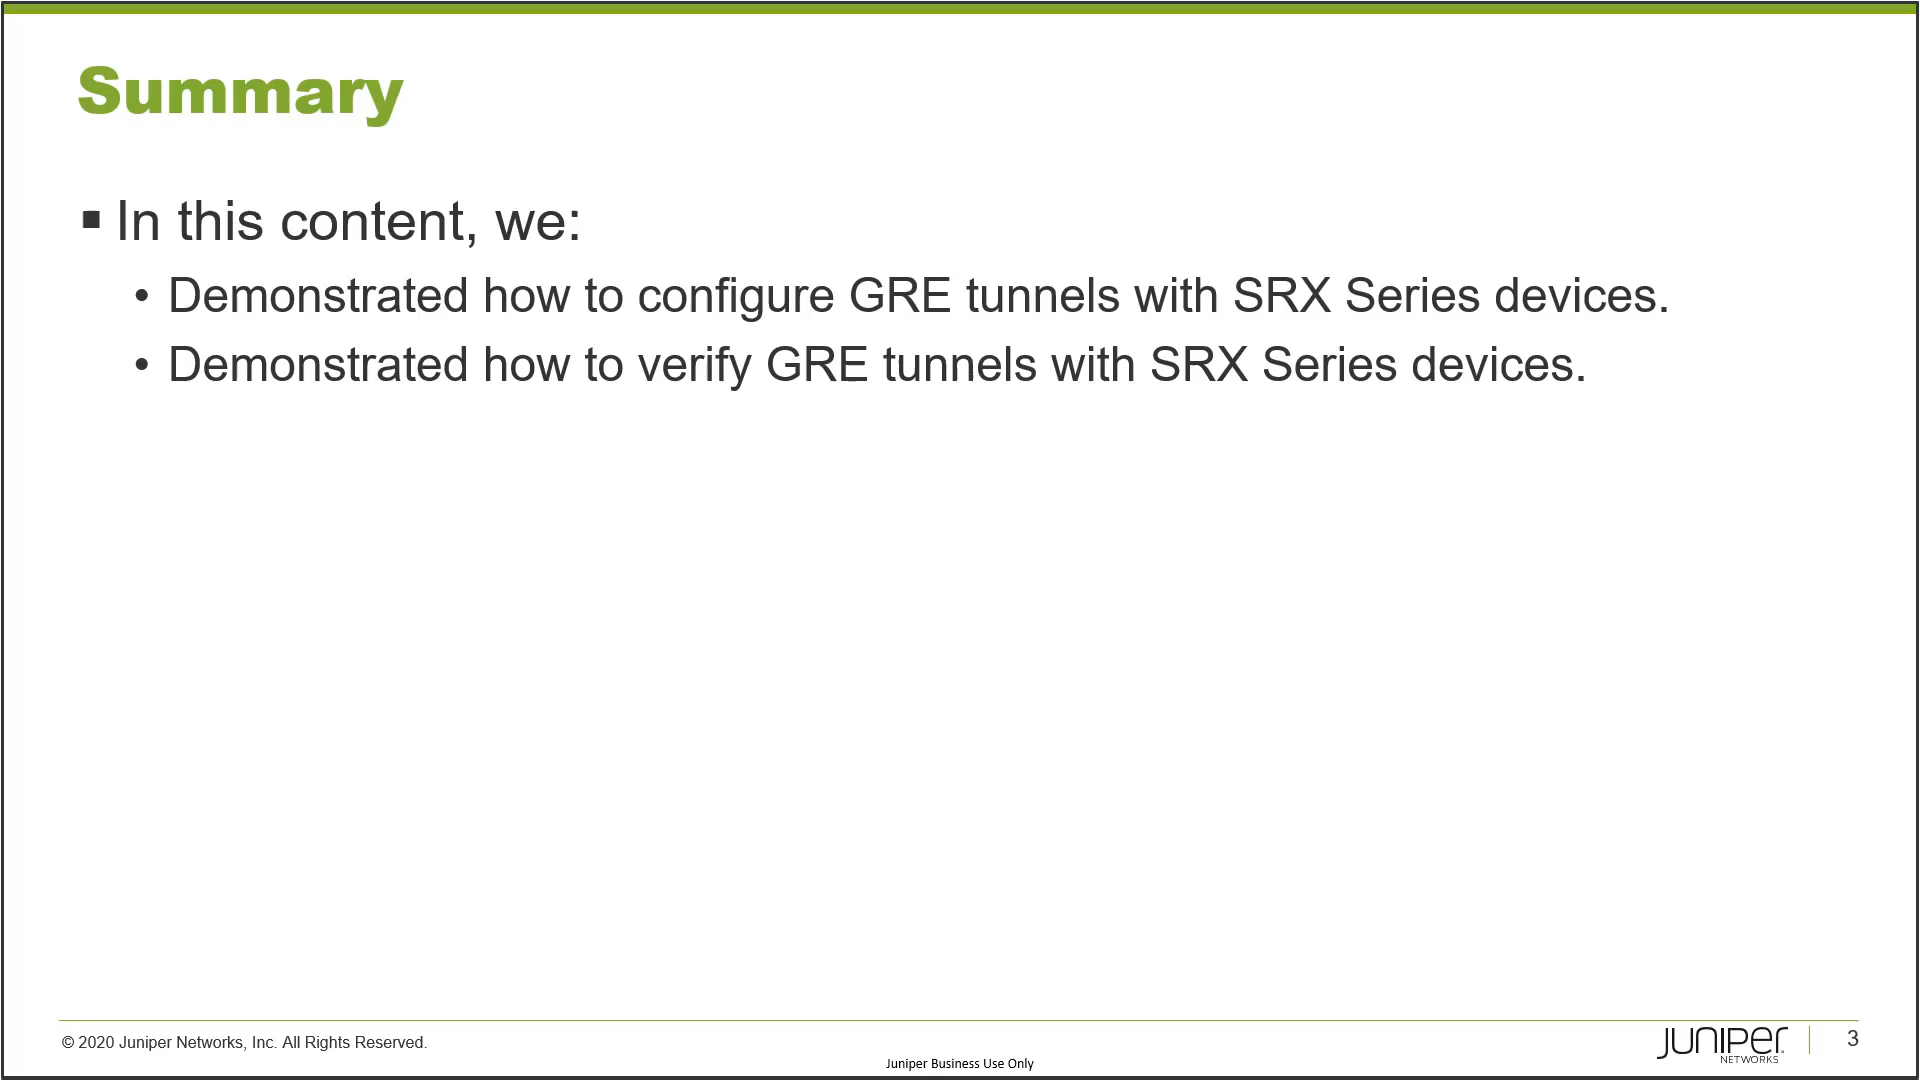 Summary
▪ In this content, we:
• Demonstrated how to configure GRE tunnels with SRX Series devices.
• Demonstrated how to verify GRE tunnels with SRX Series devices.
© 2020 Juniper Networks, Inc. All Rights Reserved.
Juniper Business Use Only
JUNIPER
NETWORKS
3